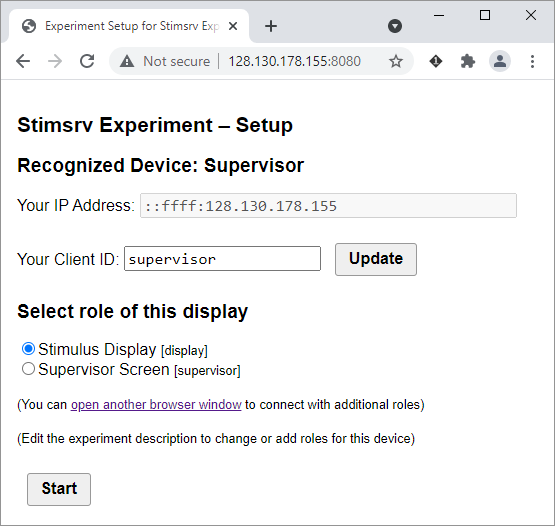 Experiment Setup for Stimsrv Exp
Not secure | 128.130.178.155:8080
Stimsrv Experiment – Setup
Recognized Device: Supervisor
Your IP Address: ::ffff:128.130.178.155
Your Client ID: supervisor Update
Select role of this display
Stimulus Display [display]
Supervisor Screen [supervisor]
(You can open another browser window to connect with additional roles)
(Edit the experiment description to change or add roles for this device)
Start